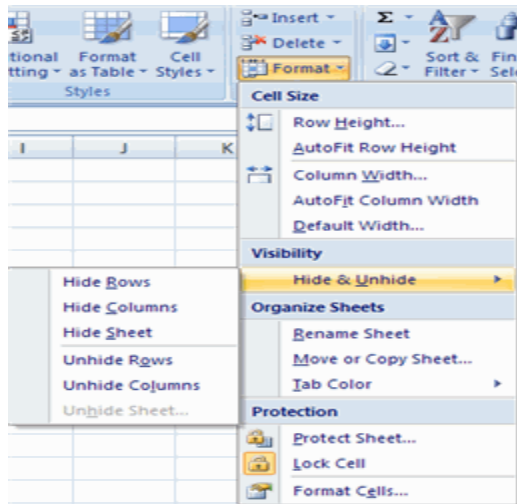 Insert
Delete
Format
Format as Table
Cell Styles
Styles
Σ
Sort & Filter
I J K
Cell Size
Row Height...
AutoFit Row Height
Column Width...
AutoFit Column Width
Default Width...
Visibility
Hide & Unhide
Hide Rows
Hide Columns
Hide Sheet
Unhide Rows
Unhide Columns
Unhide Sheet...
Organize Sheets
Rename Sheet
Move or Copy Sheet...
Tab Color
Protection
Protect Sheet...
Lock Cell
Format Cells...